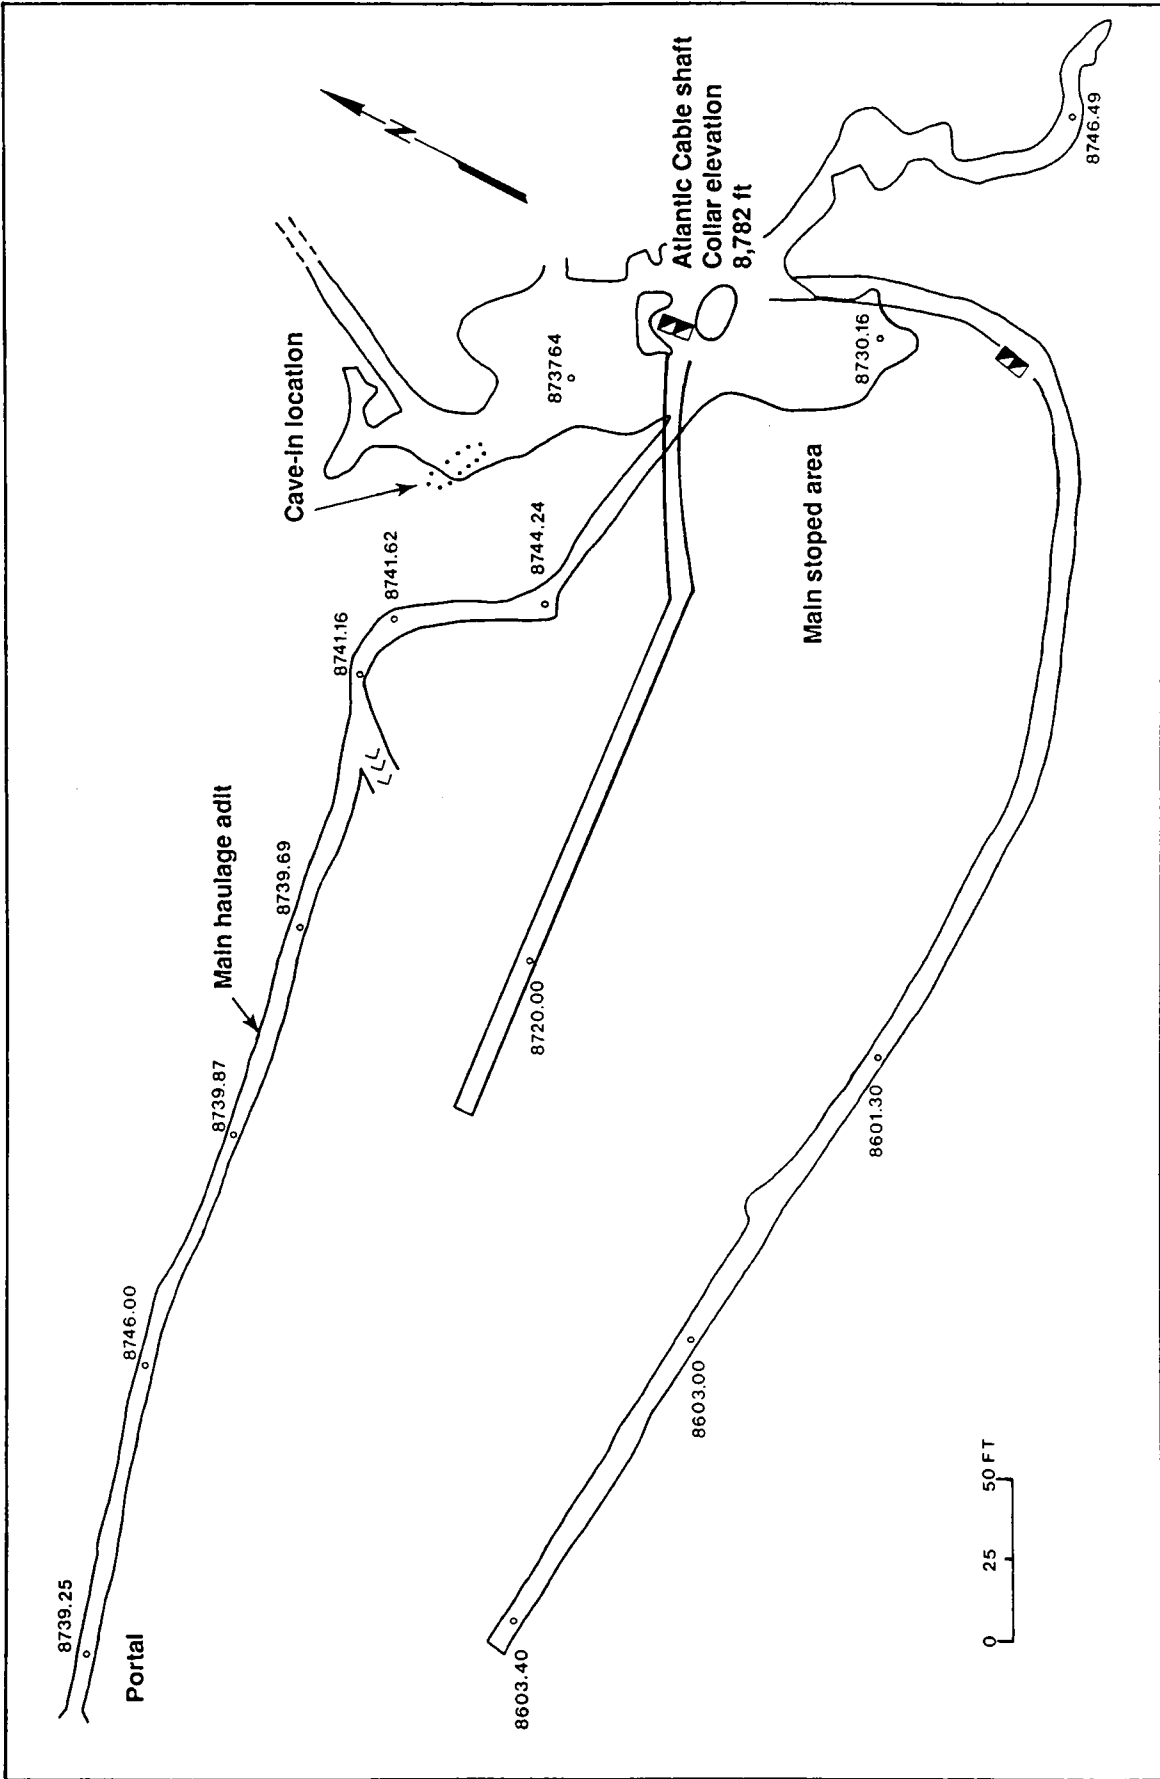 8739.25
Portal
8746.00
8739.87
Main haulage adit
8739.69
8741.16
8741.62
8744.24
Cave-in location
N
873764
Atlantic Cable shaft
Collar elevation
8,782 ft
8746.49
8730.16
Main stoped area
8720.00
8601.30
8603.00
8603.40
0 25 50 FT